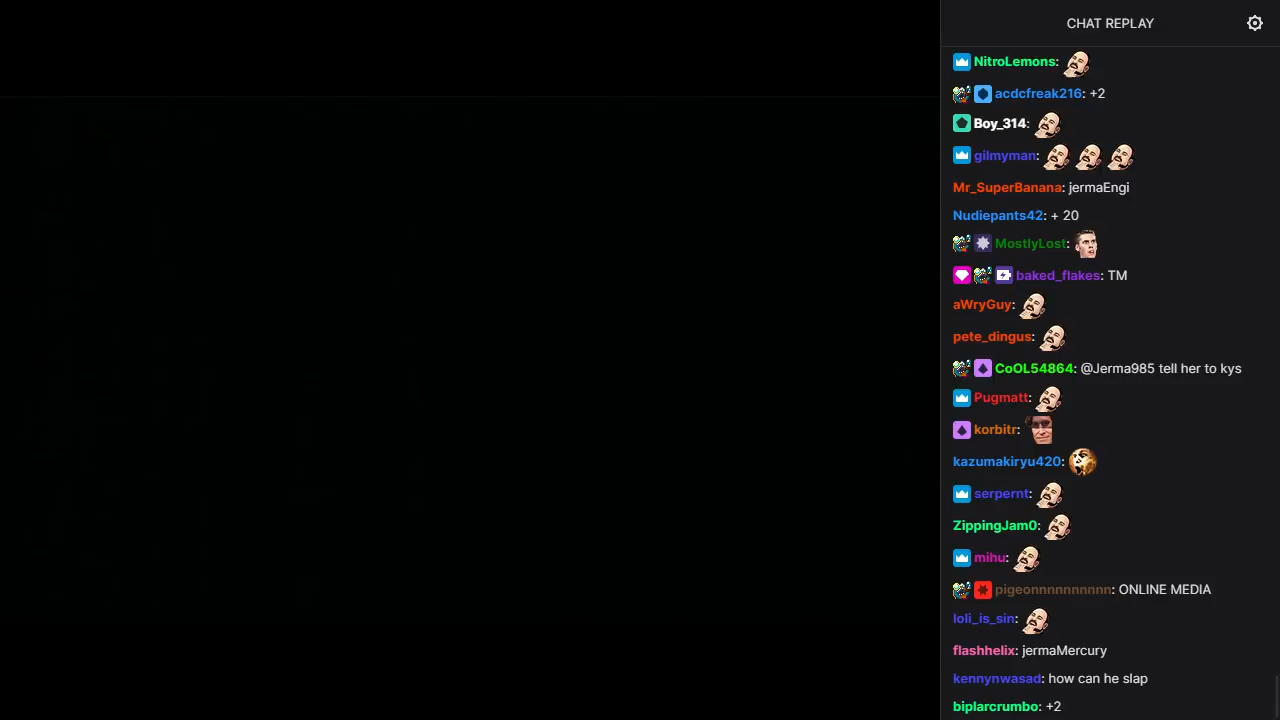 CHAT REPLAY
NitroLemons:
acdcfreak216: +2
Boy_314:
gilmyman:
Mr_SuperBanana: jermaEngi
Nudiepants42: + 20
MostlyLost:
baked_flakes: TM
aWryGuy:
pete_dingus:
CoOL54864: @Jerma985 tell her to kys
Pugmatt:
korbitr:
kazumakiryu420:
serpernt:
ZippingJam0:
mihu:
pigeonnnnnnnnnn: ONLINE MEDIA
loli_is_sin:
flashhelix: jermaMercury
kennynwasad: how can he slap
biplarcrumbo: +2